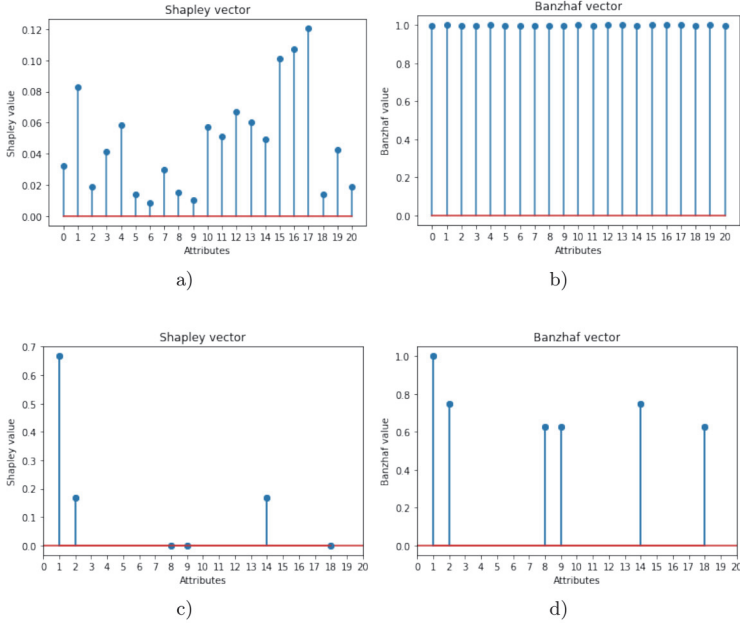 Shapley vector
Shapley value
0.12
0.10
0.08
0.06
0.04
0.02
0.00
0 1 2 3 4 5 6 7 8 9 10 11 12 13 14 15 16 17 18 19 20
Attributes
a)
Banzhaf vector
Banzhaf value
1.0
0.8
0.6
0.4
0.2
0.0
0 1 2 3 4 5 6 7 8 9 10 11 12 13 14 15 16 17 18 19 20
Attributes
b)
Shapley vector
Shapley value
0.7
0.6
0.5
0.4
0.3
0.2
0.1
0.0
0 1 2 3 4 5 6 7 8 9 10 11 12 13 14 15 16 17 18 19 20
Attributes
c)
Banzhaf vector
Banzhaf value
1.0
0.8
0.6
0.4
0.2
0.0
0 1 2 3 4 5 6 7 8 9 10 11 12 13 14 15 16 17 18 19 20
Attributes
d)